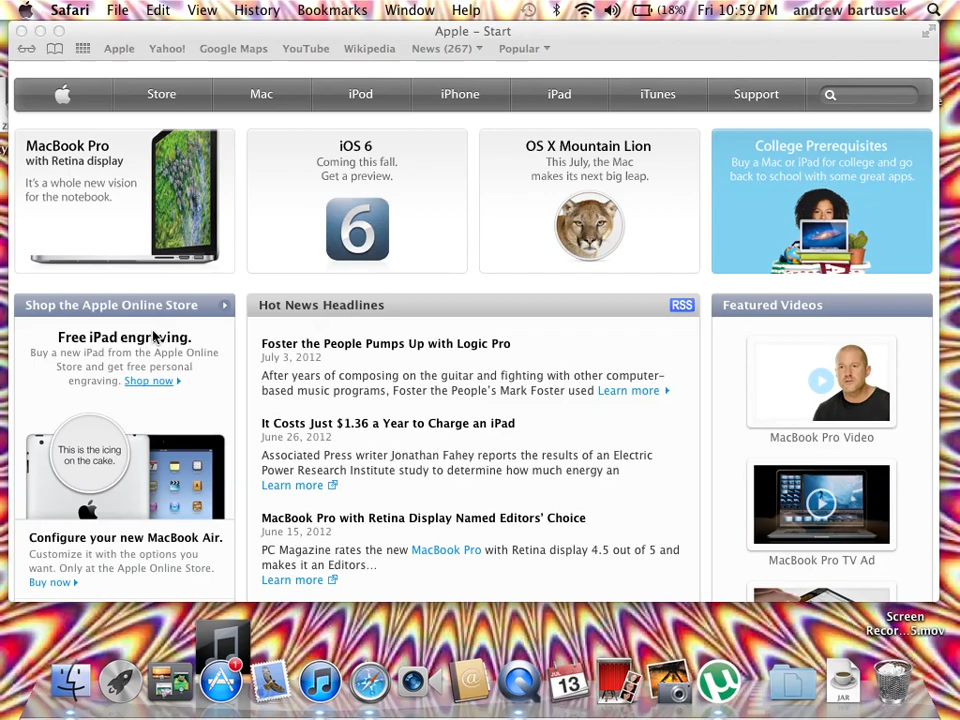 Safari File Edit View History Bookmarks Window Help (18%) Fri 10:59 PM andrew bartusek
Apple – Start
Apple Yahoo! Google Maps YouTube Wikipedia News (267) Popular
Store Mac iPod iPhone iPad iTunes Support
MacBook Pro
with Retina display
It's a whole new vision
for the notebook.
iOS 6
Coming this fall.
Get a preview.
6
OS X Mountain Lion
This July, the Mac
makes its next big leap.
College Prerequisites
Buy a Mac or iPad for college and go
back to school with some great apps.
Shop the Apple Online Store
Free iPad engraving.
Buy a new iPad from the Apple Online
Store and get free personal
engraving. Shop now
This is the icing
on the cake.
Configure your new MacBook Air.
Customize it with the options you
want. Only at the Apple Online Store.
Buy now
Hot News Headlines RSS
Foster the People Pumps Up with Logic Pro
July 3, 2012
After years of composing on the guitar and fighting with other computer-
based music programs, Foster the People's Mark Foster used Learn more
It Costs Just $1.36 a Year to Charge an iPad
June 26, 2012
Associated Press writer Jonathan Fahey reports the results of an Electric
Power Research Institute study to determine how much energy an
Learn more
MacBook Pro with Retina Display Named Editors' Choice
June 15, 2012
PC Magazine rates the new MacBook Pro with Retina display 4.5 out of 5 and
makes it an Editors…
Learn more
Featured Videos
MacBook Pro Video
MacBook Pro TV Ad
Screen
Recor...5.mov
1
JUL
13
JAR